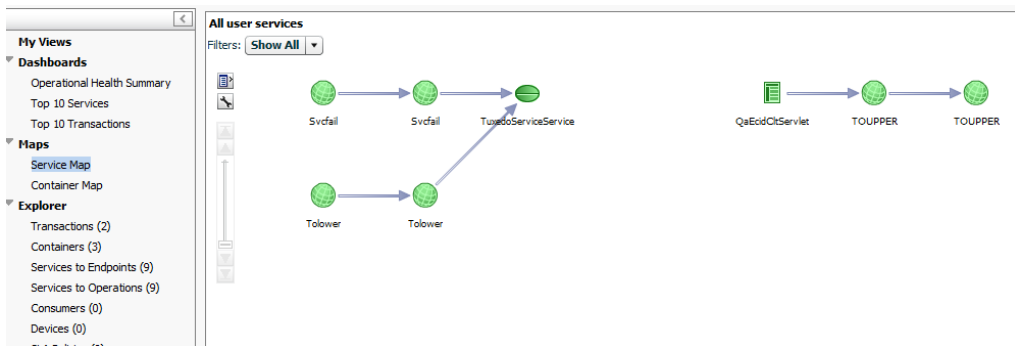 All user services
Filters: Show All
My Views
Dashboards
Operational Health Summary
Top 10 Services
Top 10 Transactions
Maps
Service Map
Container Map
Explorer
Transactions (2)
Containers (3)
Services to Endpoints (9)
Services to Operations (9)
Consumers (0)
Devices (0)
Svcfail Svcfail TuxedoServiceService QaEcidCltServlet TOUPPER TOUPPER
Tolower Tolower